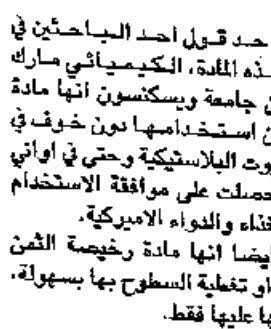 حد قول أحد الباحثين في
هذه المادة، الكيميائي مارك
جامعة ويسكنسون انها مادة
استخدامها دون خوف في
البلاستيكية وحتى في اواني
حصلت على موافقة الاستخدام
والدواء الاميركية.
ايضا انها مادة رخيصة الثمن
او تغطية السطوح بها بسهولة،
عليها فقط.